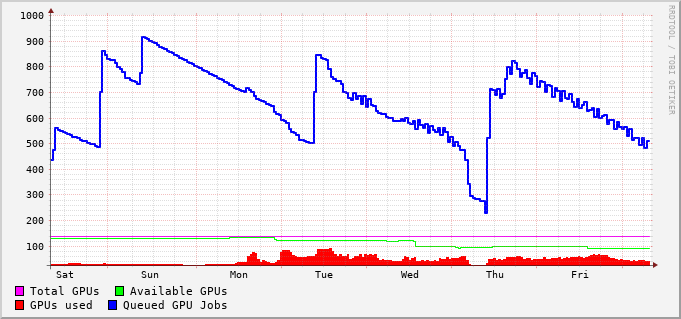 1000
900
800
700
600
500
400
300
200
100
Sat Sun Mon Tue Wed Thu Fri
Total GPUs Available GPUs
GPUs used Queued GPU Jobs
RRDTOOL / TOBI OETIKER